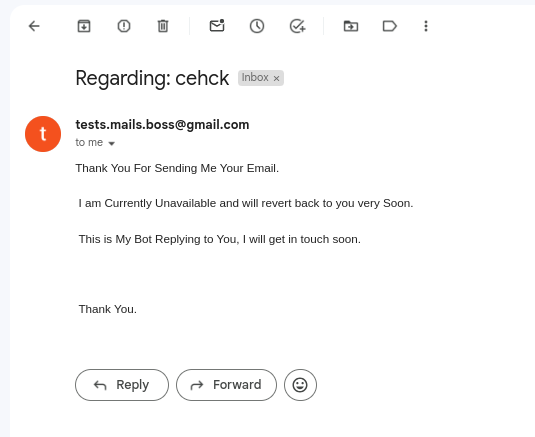 Regarding: cehck
Inbox ×
t
tests.mails.boss@gmail.com
to me
Thank You For Sending Me Your Email.
I am Currently Unavailable and will revert back to you very Soon.
This is My Bot Replying to You, I will get in touch soon.
Thank You.
Reply
Forward